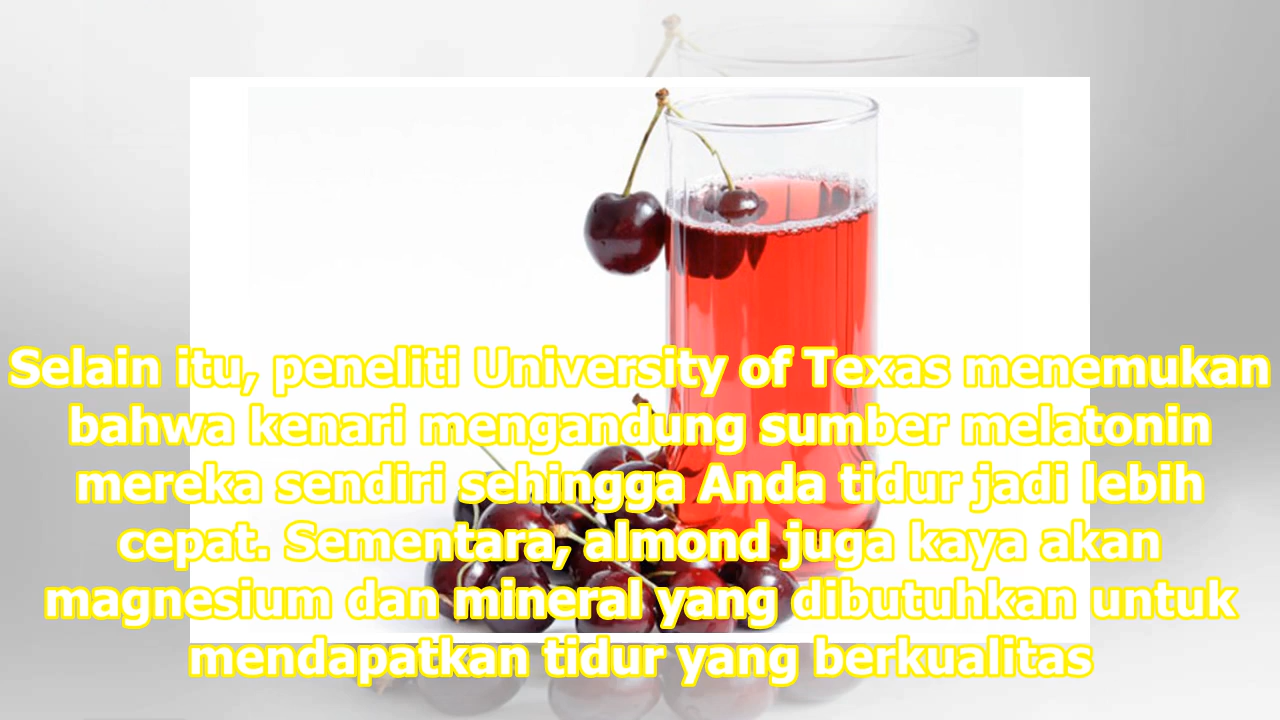 Selain itu, peneliti University of Texas menemukan
bahwa kenari mengandung sumber melatonin
mereka sendiri sehingga Anda tidur jadi lebih
cepat. Sementara, almond juga kaya akan
magnesium dan mineral yang dibutuhkan untuk
mendapatkan tidur yang berkualitas